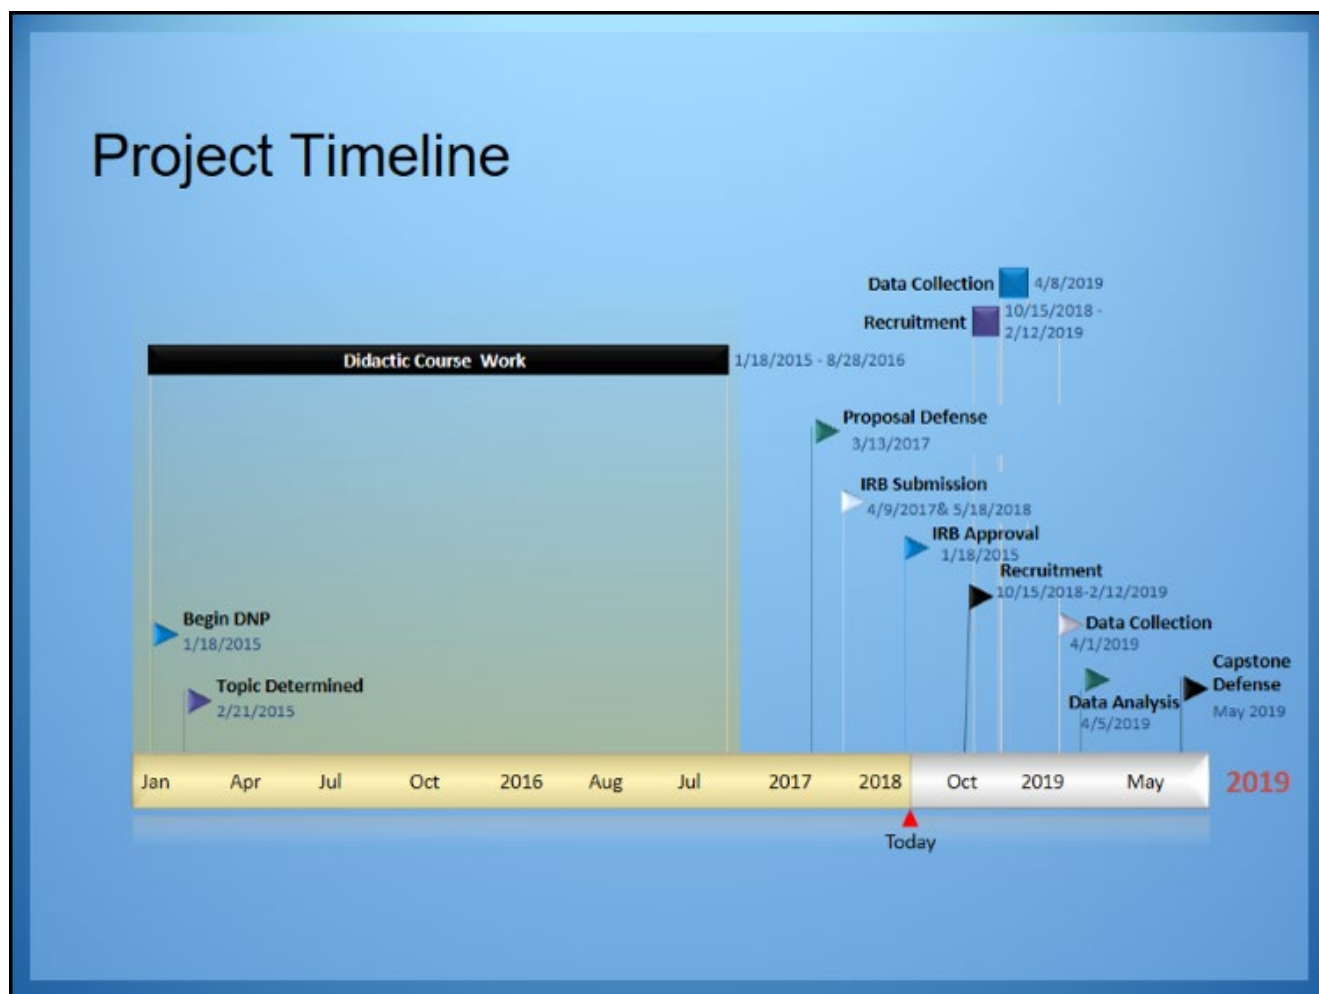 Project Timeline
Data Collection
4/8/2019
Recruitment
10/15/2018 -
2/12/2019
Didactic Course Work
1/18/2015 - 8/28/2016
Proposal Defense
3/13/2017
IRB Submission
4/9/2017& 5/18/2018
IRB Approval
1/18/2015
Recruitment
10/15/2018-2/12/2019
Begin DNP
1/18/2015
Data Collection
4/1/2019
Topic Determined
2/21/2015
Data Analysis
4/5/2019
Capstone
Defense
May 2019
Jan Apr Jul Oct 2016 Aug Jul 2017 2018 Oct 2019 May 2019
Today